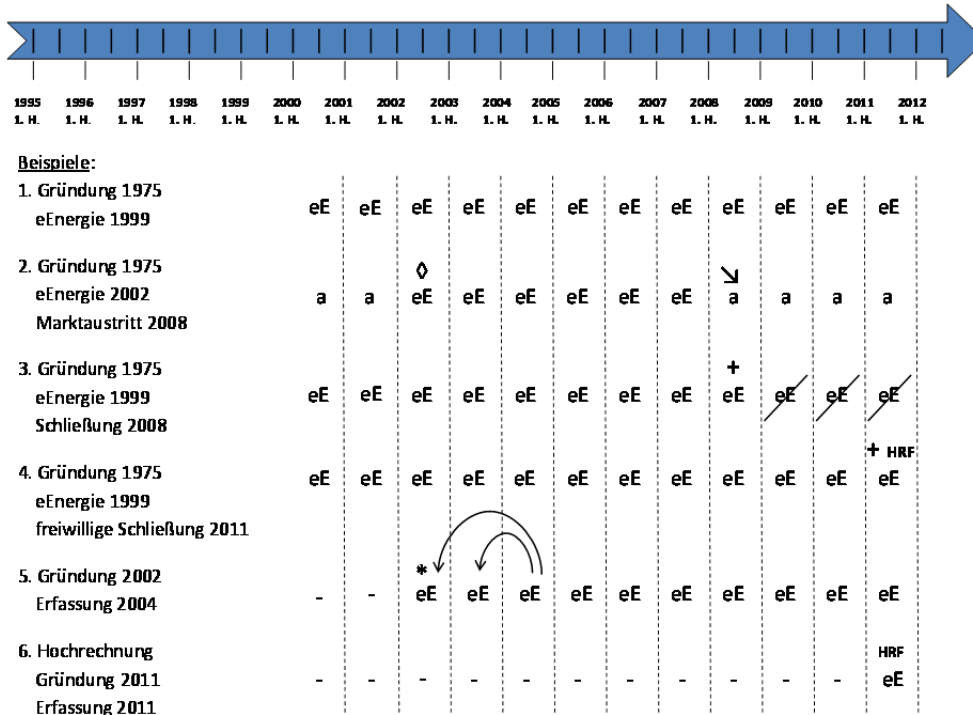 1995 1996 1997 1998 1999 2000 2001 2002 2003 2004 2005 2006 2007 2008 2009 2010 2011 2012
1. H. 1. H. 1. H. 1. H. 1. H. 1. H. 1. H. 1. H. 1. H. 1. H. 1. H. 1. H. 1. H. 1. H. 1. H. 1. H. 1. H. 1. H.
Beispiele:
1. Gründung 1975
eEnergie 1999
eE eE eE eE eE eE eE eE eE eE eE eE
2. Gründung 1975
◊ ↘
eEnergie 2002
a a eE eE eE eE eE eE a a a a
Marktaustritt 2008
3. Gründung 1975
+
eEnergie 1999
eE eE eE eE eE eE eE eE eE eE eE eE
Schließung 2008
+ HRF
4. Gründung 1975
eE eE eE eE eE eE eE eE eE eE eE eE
eEnergie 1999
freiwillige Schließung 2011
*
5. Gründung 2002
Erfassung 2004
- - eE eE eE eE eE eE eE eE eE eE
6. Hochrechnung
HRF
Gründung 2011
- - - - - - - - - - - eE
Erfassung 2011